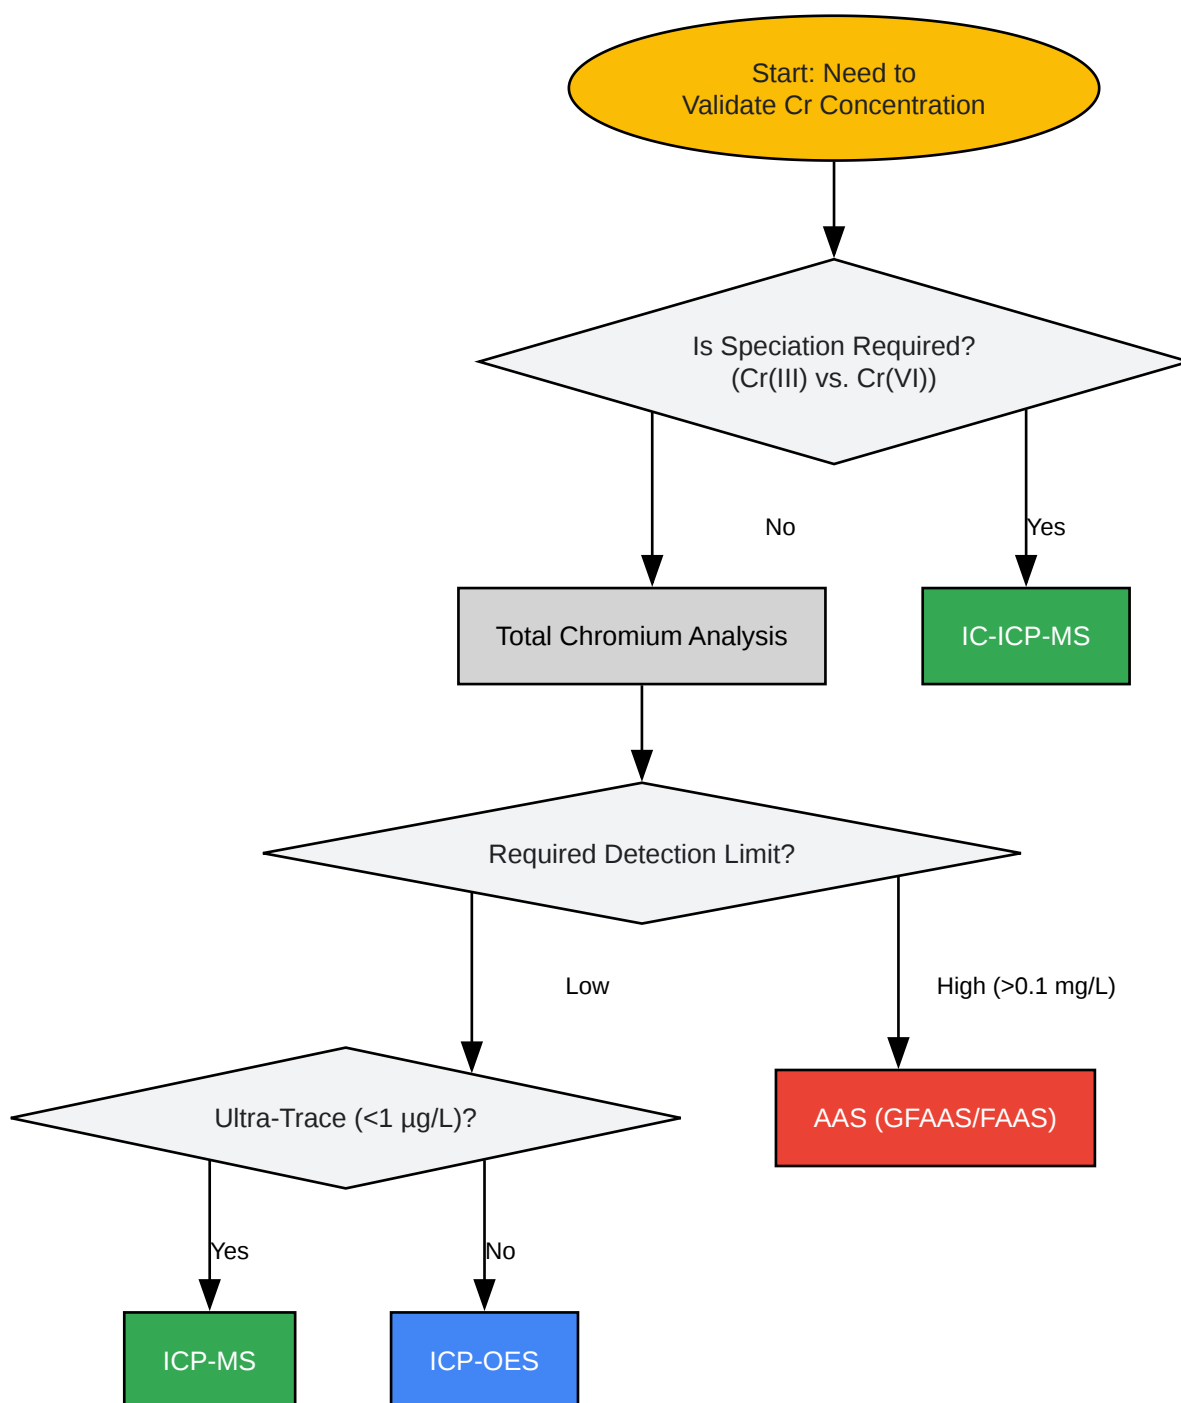 Start: Need to
Validate Cr Concentration
Is Speciation Required?
(Cr(III) vs. Cr(VI))
No
Yes
Total Chromium Analysis
IC-ICP-MS
Required Detection Limit?
Low
High (>0.1 mg/L)
Ultra-Trace (<1 µg/L)?
AAS (GFAAS/FAAS)
Yes
No
ICP-MS
ICP-OES